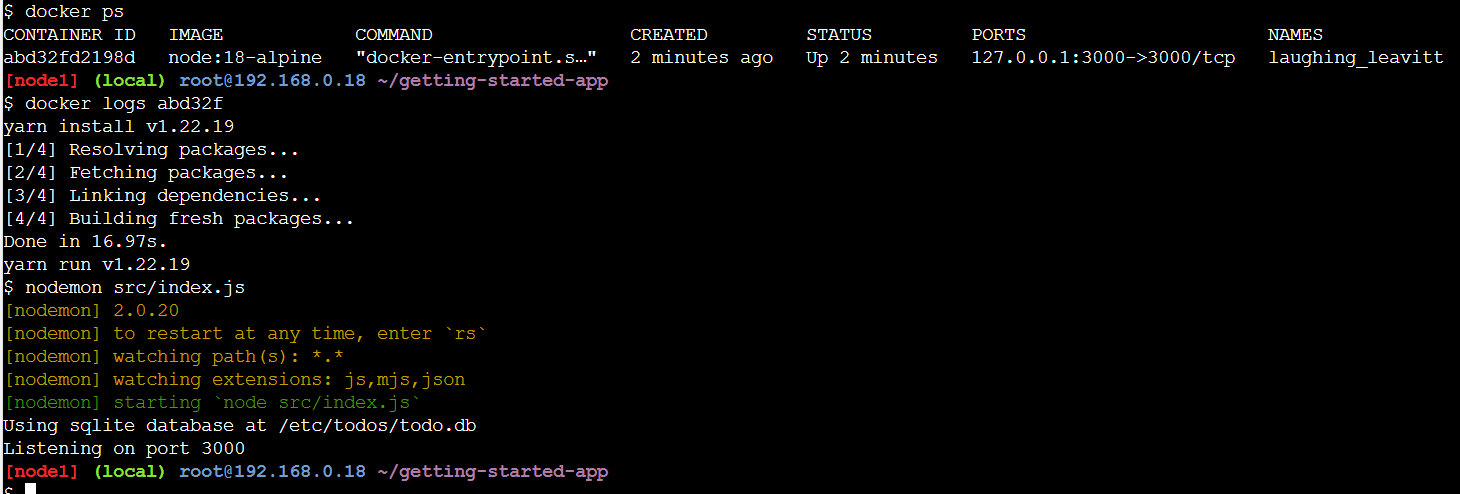 $ docker ps
CONTAINER ID   IMAGE            COMMAND                  CREATED         STATUS         PORTS                      NAMES
abd32fd2198d   node:18-alpine   "docker-entrypoint.s…"   2 minutes ago   Up 2 minutes   127.0.0.1:3000->3000/tcp   laughing_leavitt
[node1] (local) root@192.168.0.18 ~/getting-started-app
$ docker logs abd32f
yarn install v1.22.19
[1/4] Resolving packages...
[2/4] Fetching packages...
[3/4] Linking dependencies...
[4/4] Building fresh packages...
Done in 16.97s.
yarn run v1.22.19
$ nodemon src/index.js
[nodemon] 2.0.20
[nodemon] to restart at any time, enter `rs`
[nodemon] watching path(s): *.*
[nodemon] watching extensions: js,mjs,json
[nodemon] starting `node src/index.js`
Using sqlite database at /etc/todos/todo.db
Listening on port 3000
[node1] (local) root@192.168.0.18 ~/getting-started-app
$